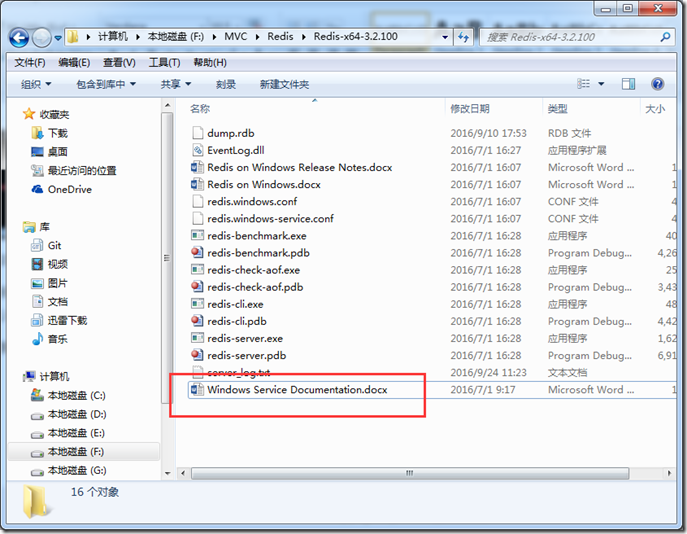 计算机 ▸ 本地磁盘 (F:) ▸ MVC ▸ Redis ▸ Redis-x64-3.2.100
搜索 Redis-x64-3.2.100
文件(F) 编辑(E) 查看(V) 工具(T) 帮助(H)
组织 包含到库中 共享 刻录 新建文件夹
收藏夹
下载
桌面
最近访问的位置
OneDrive
库
Git
视频
图片
文档
迅雷下载
音乐
计算机
本地磁盘 (C:)
本地磁盘 (D:)
本地磁盘 (E:)
本地磁盘 (F:)
本地磁盘 (G:)
名称 修改日期 类型 大小
dump.rdb 2016/9/10 17:53 RDB 文件
EventLog.dll 2016/7/1 16:27 应用程序扩展
Redis on Windows Release Notes.docx 2016/7/1 16:07 Microsoft Word ... 1
Redis on Windows.docx 2016/7/1 16:07 Microsoft Word ... 1
redis.windows.conf 2016/7/1 16:07 CONF 文件
redis.windows-service.conf 2016/7/1 16:07 CONF 文件
redis-benchmark.exe 2016/7/1 16:28 应用程序 40
redis-benchmark.pdb 2016/7/1 16:28 Program Debug... 4,26
redis-check-aof.exe 2016/7/1 16:28 应用程序 25
redis-check-aof.pdb 2016/7/1 16:28 Program Debug... 3,43
redis-cli.exe 2016/7/1 16:28 应用程序 48
redis-cli.pdb 2016/7/1 16:28 Program Debug... 4,42
redis-server.exe 2016/7/1 16:28 应用程序 1,62
redis-server.pdb 2016/7/1 16:28 Program Debug... 6,91
server_log.txt 2016/9/24 11:23 文本文档
Windows Service Documentation.docx 2016/7/1 9:17 Microsoft Word ... 1
16 个对象